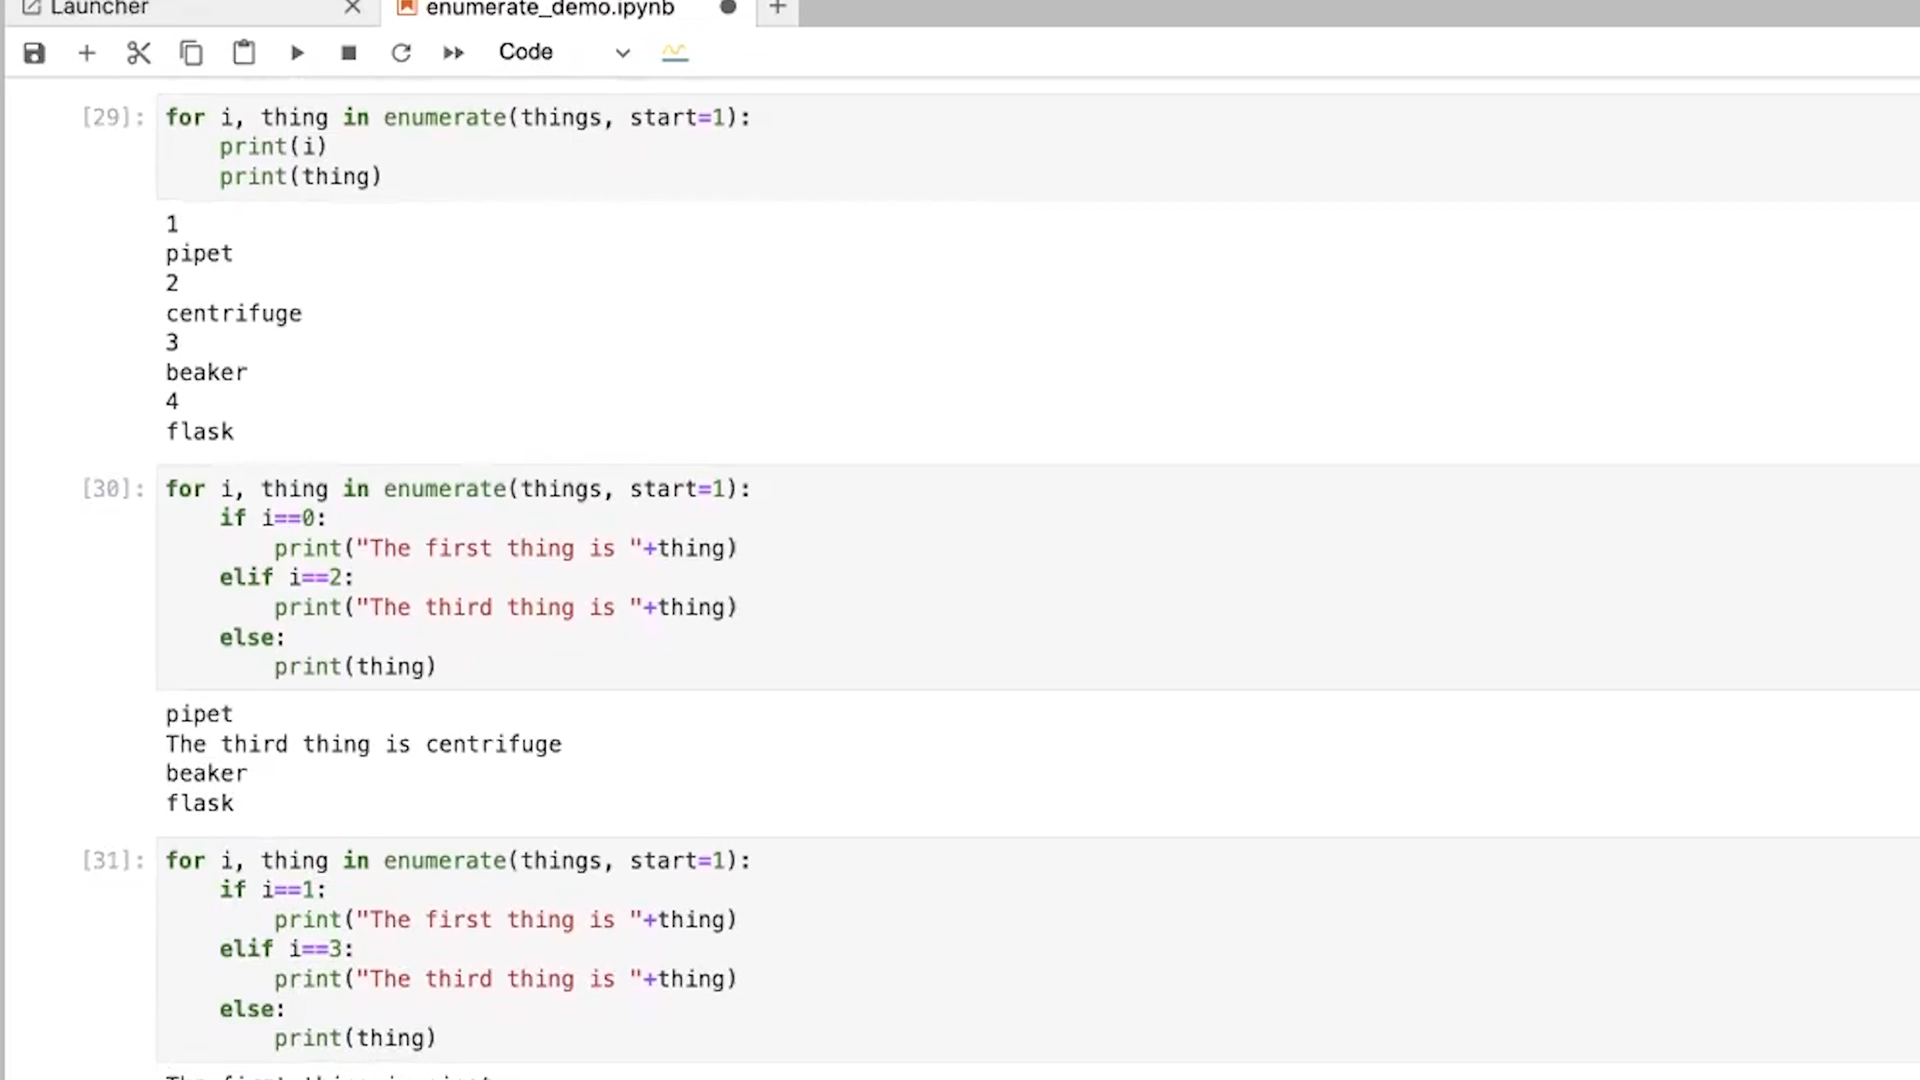 Launcher
enumerate_demo.ipynb
Code
[29]:
for i, thing in enumerate(things, start=1):
    print(i)
    print(thing)
1
pipet
2
centrifuge
3
beaker
4
flask
[30]:
for i, thing in enumerate(things, start=1):
    if i==0:
        print("The first thing is "+thing)
    elif i==2:
        print("The third thing is "+thing)
    else:
        print(thing)
pipet
The third thing is centrifuge
beaker
flask
[31]:
for i, thing in enumerate(things, start=1):
    if i==1:
        print("The first thing is "+thing)
    elif i==3:
        print("The third thing is "+thing)
    else:
        print(thing)